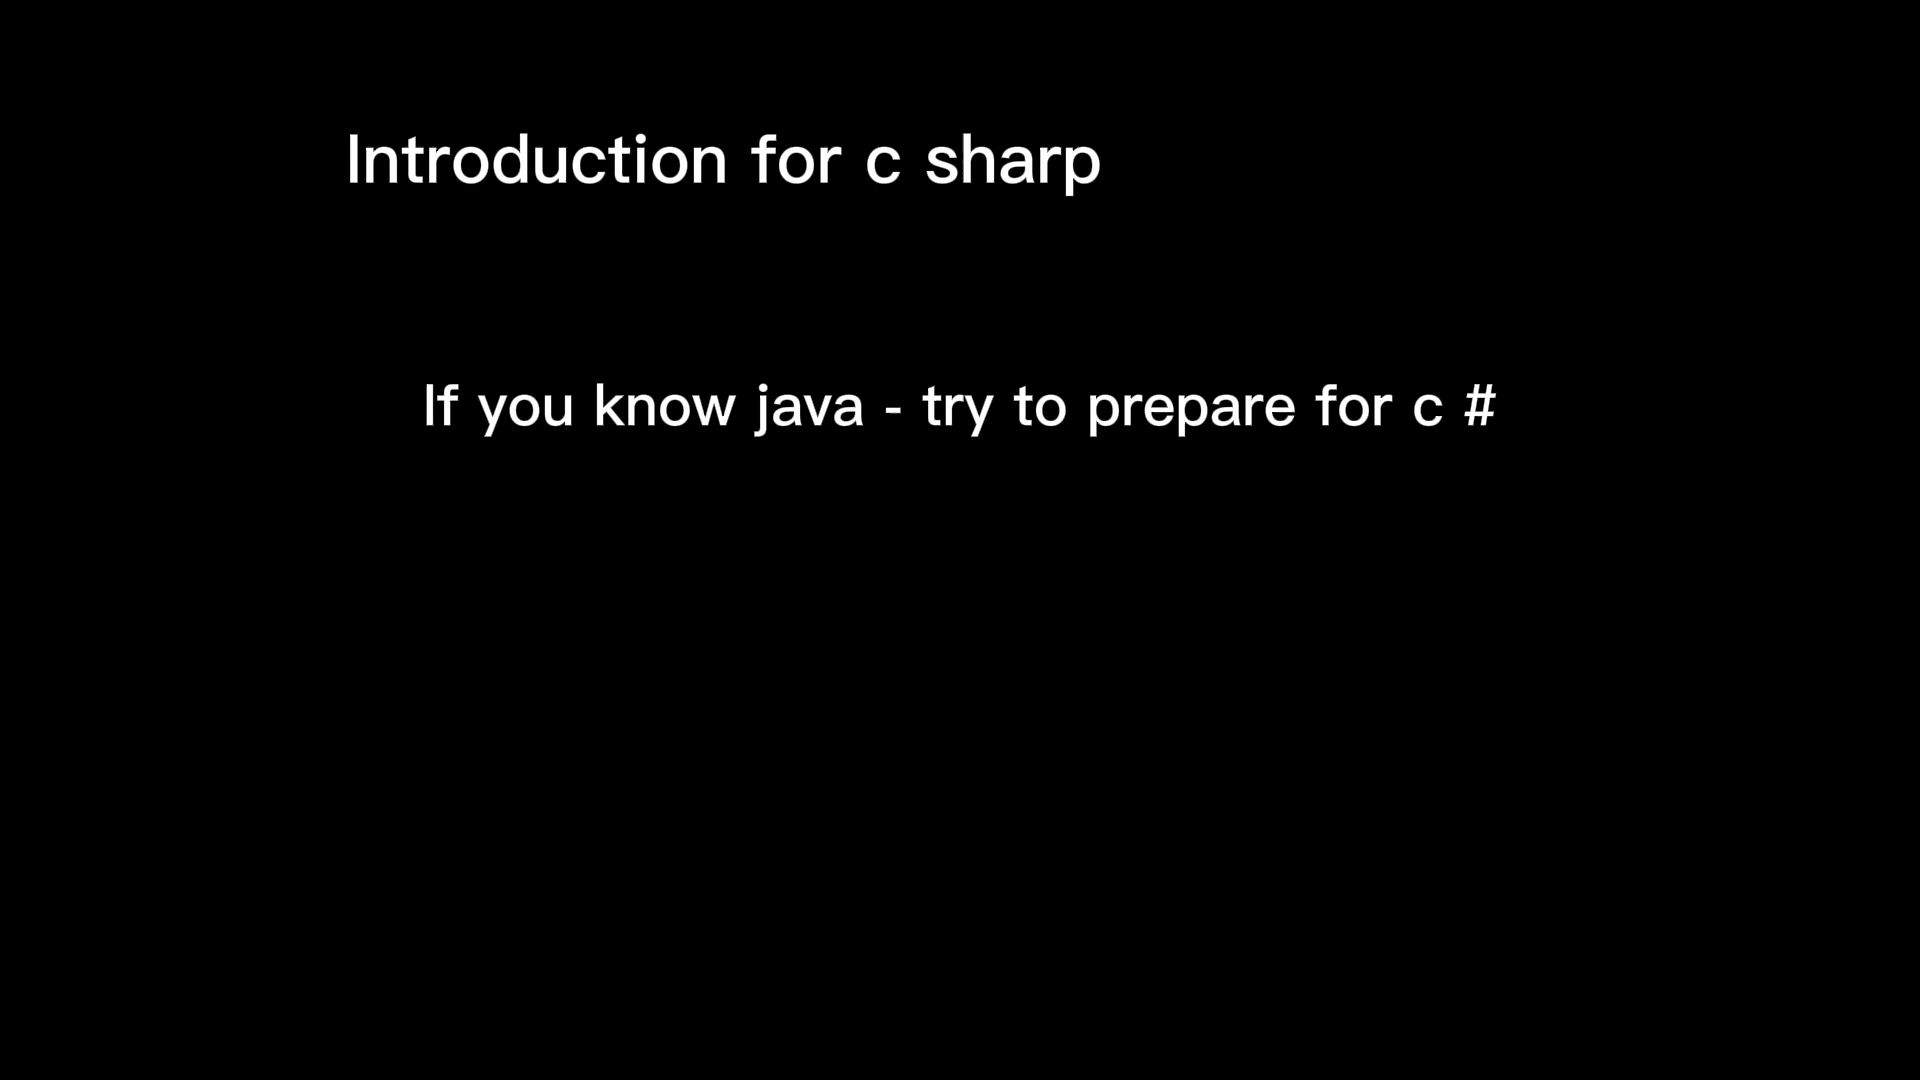 Introduction for c sharp
If you know java - try to prepare for c #